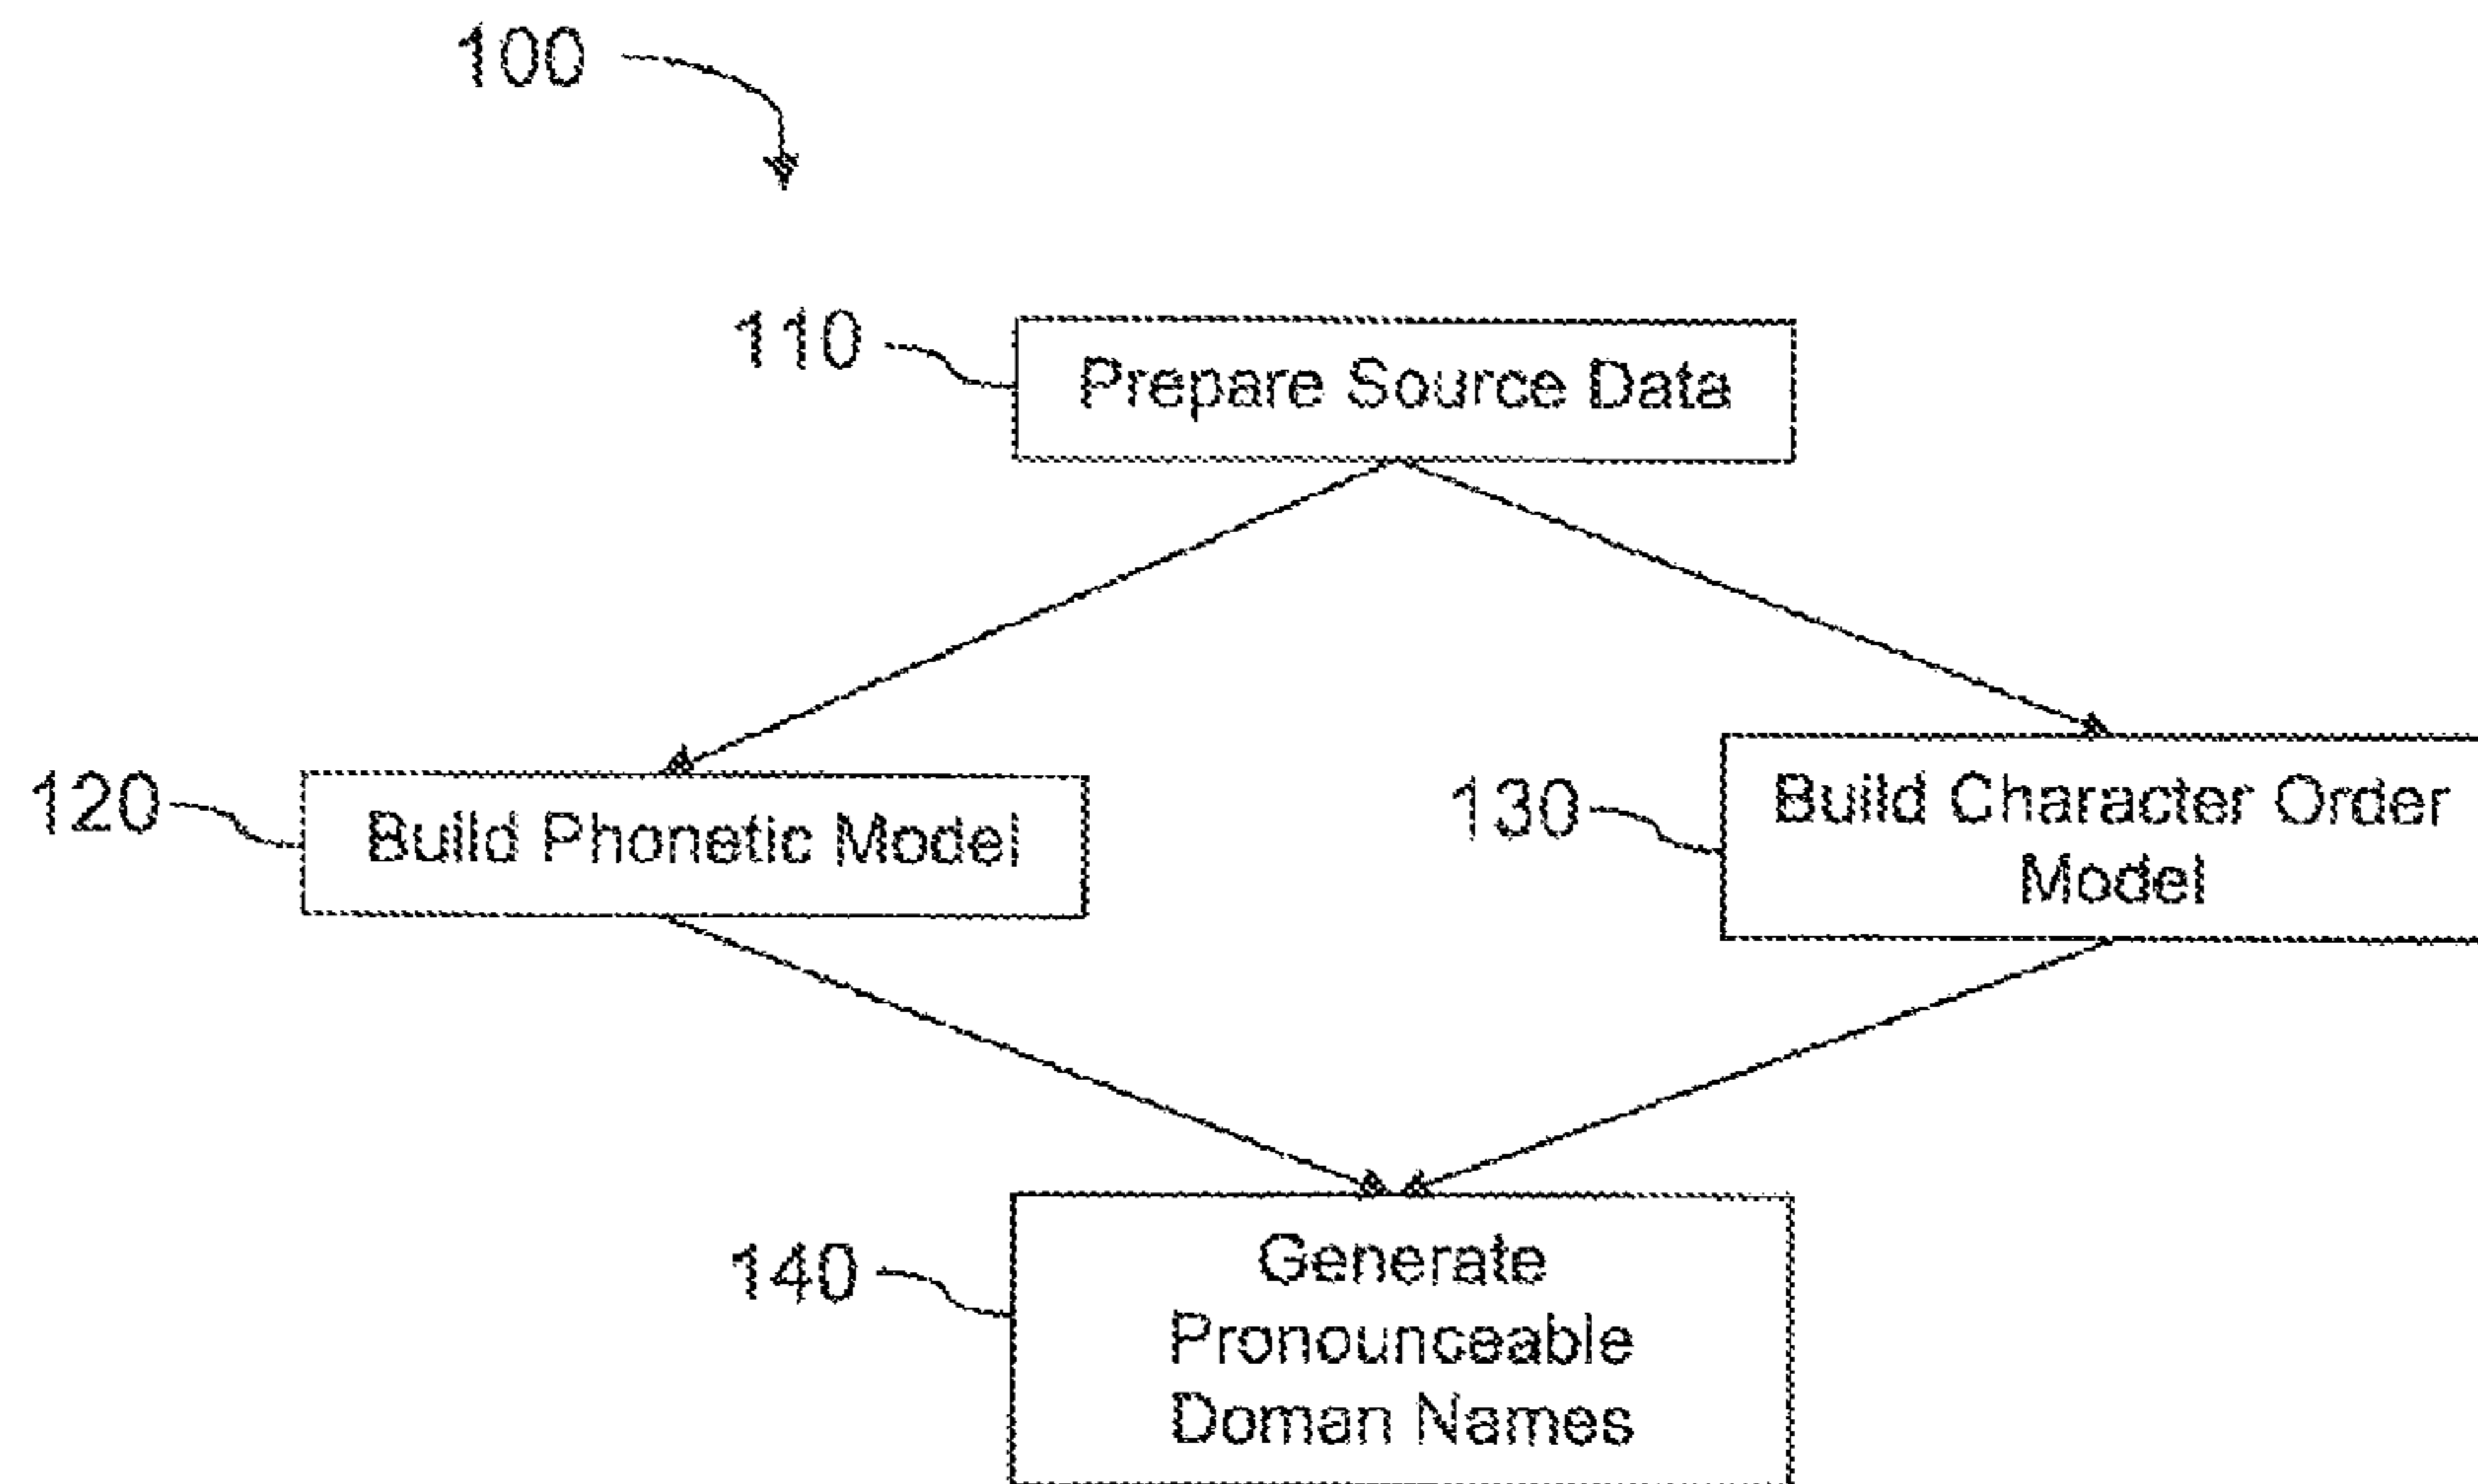 100
110
Prepare Source Data
120
Build Phonetic Model
130
Build Character Order
Model
140
Generate
Pronounceable
Doman Names